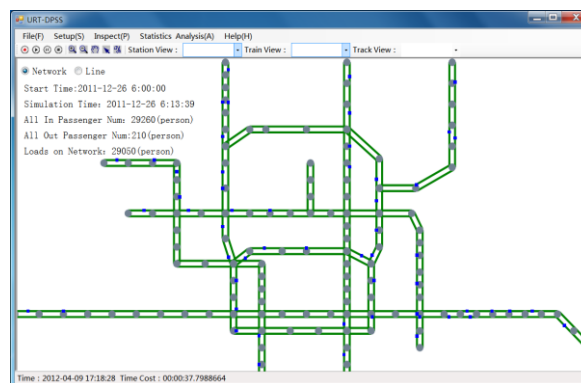 URT-DPSS
File(F) Setup(S) Inspect(P) Statistics Analysis(A) Help(H)
Station View : Train View : Track View :
Network Line
Start Time:2011-12-26 6:00:00
Simulation Time: 2011-12-26 6:13:39
All In Passenger Num: 29260(person)
All Out Passenger Num:210(person)
Loads on Network: 29050(person)
Time : 2012-04-09 17:18:28 Time Cost : 00:00:37.7988664